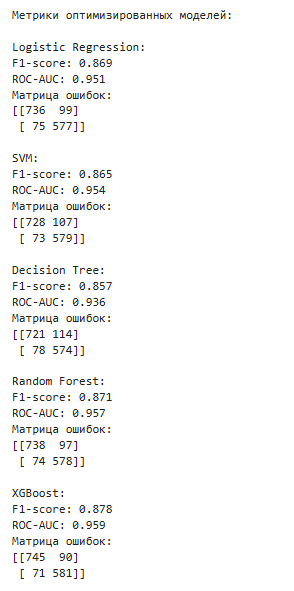 Метрики оптимизированных моделей:
Logistic Regression:
F1-score: 0.869
ROC-AUC: 0.951
Матрица ошибок:
[[736  99]
 [ 75 577]]
SVM:
F1-score: 0.865
ROC-AUC: 0.954
Матрица ошибок:
[[728 107]
 [ 73 579]]
Decision Tree:
F1-score: 0.857
ROC-AUC: 0.936
Матрица ошибок:
[[721 114]
 [ 78 574]]
Random Forest:
F1-score: 0.871
ROC-AUC: 0.957
Матрица ошибок:
[[738  97]
 [ 74 578]]
XGBoost:
F1-score: 0.878
ROC-AUC: 0.959
Матрица ошибок:
[[745  90]
 [ 71 581]]